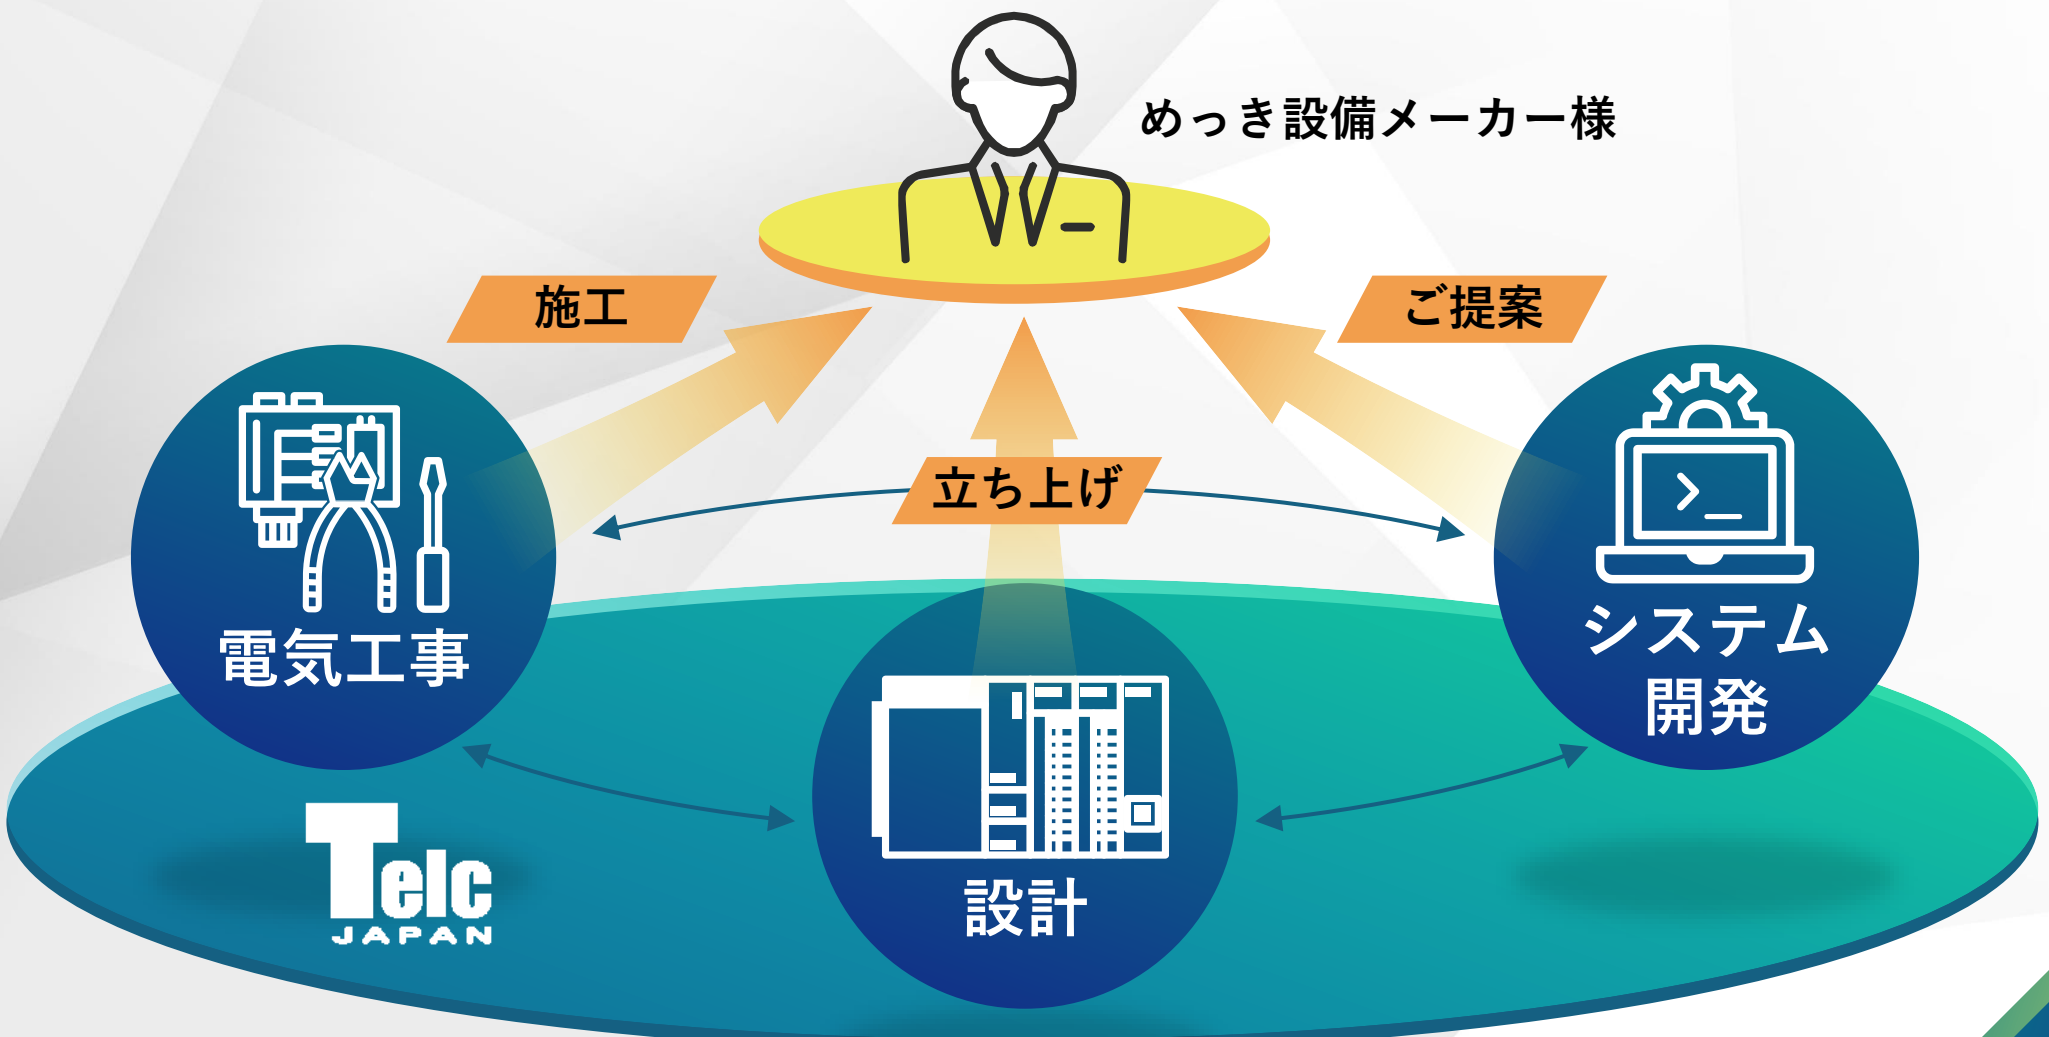 めっき設備メーカー様
施工
ご提案
立ち上げ
電気工事
システム
開発
設計
Telc
JAPAN